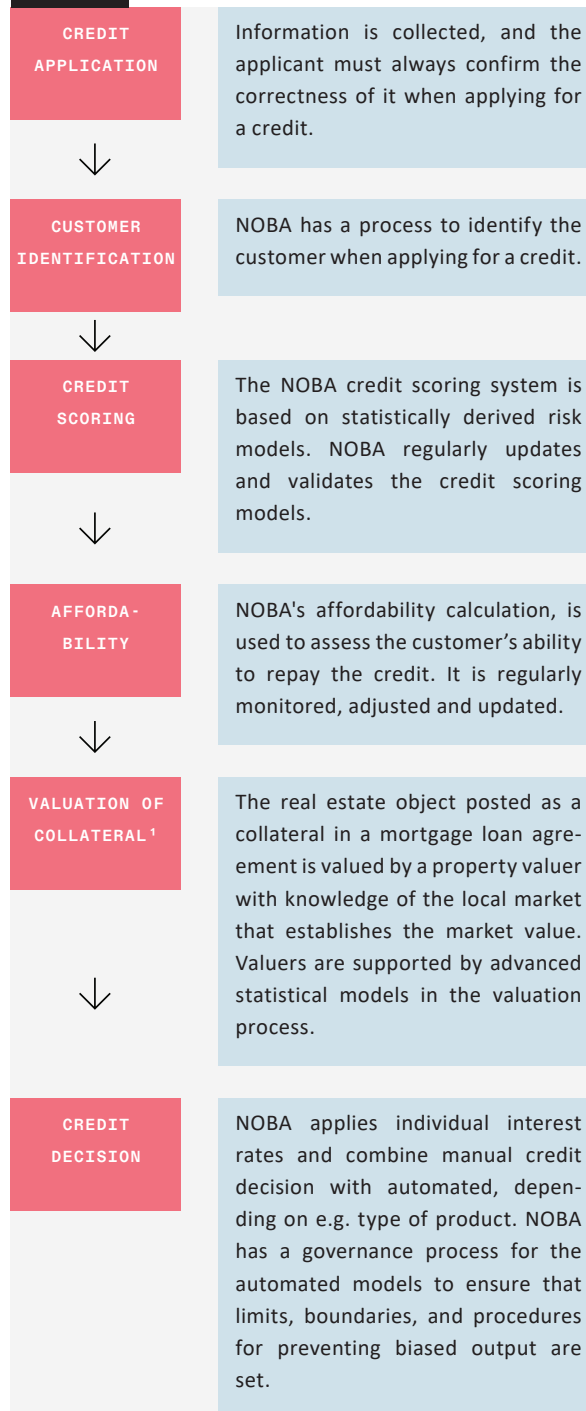 CREDIT
APPLICATION
Information is collected, and the
applicant must always confirm the
correctness of it when applying for
a credit.
CUSTOMER
IDENTIFICATION
NOBA has a process to identify the
customer when applying for a credit.
CREDIT
SCORING
The NOBA credit scoring system is
based on statistically derived risk
models. NOBA regularly updates
and validates the credit scoring
models.
AFFORDA-
BILITY
NOBA's affordability calculation, is
used to assess the customer’s ability
to repay the credit. It is regularly
monitored, adjusted and updated.
VALUATION OF
COLLATERAL¹
The real estate object posted as a
collateral in a mortgage loan agre-
ement is valued by a property valuer
with knowledge of the local market
that establishes the market value.
Valuers are supported by advanced
statistical models in the valuation
process.
CREDIT
DECISION
NOBA applies individual interest
rates and combine manual credit
decision with automated, depen-
ding on e.g. type of product. NOBA
has a governance process for the
automated models to ensure that
limits, boundaries, and procedures
for preventing biased output are
set.